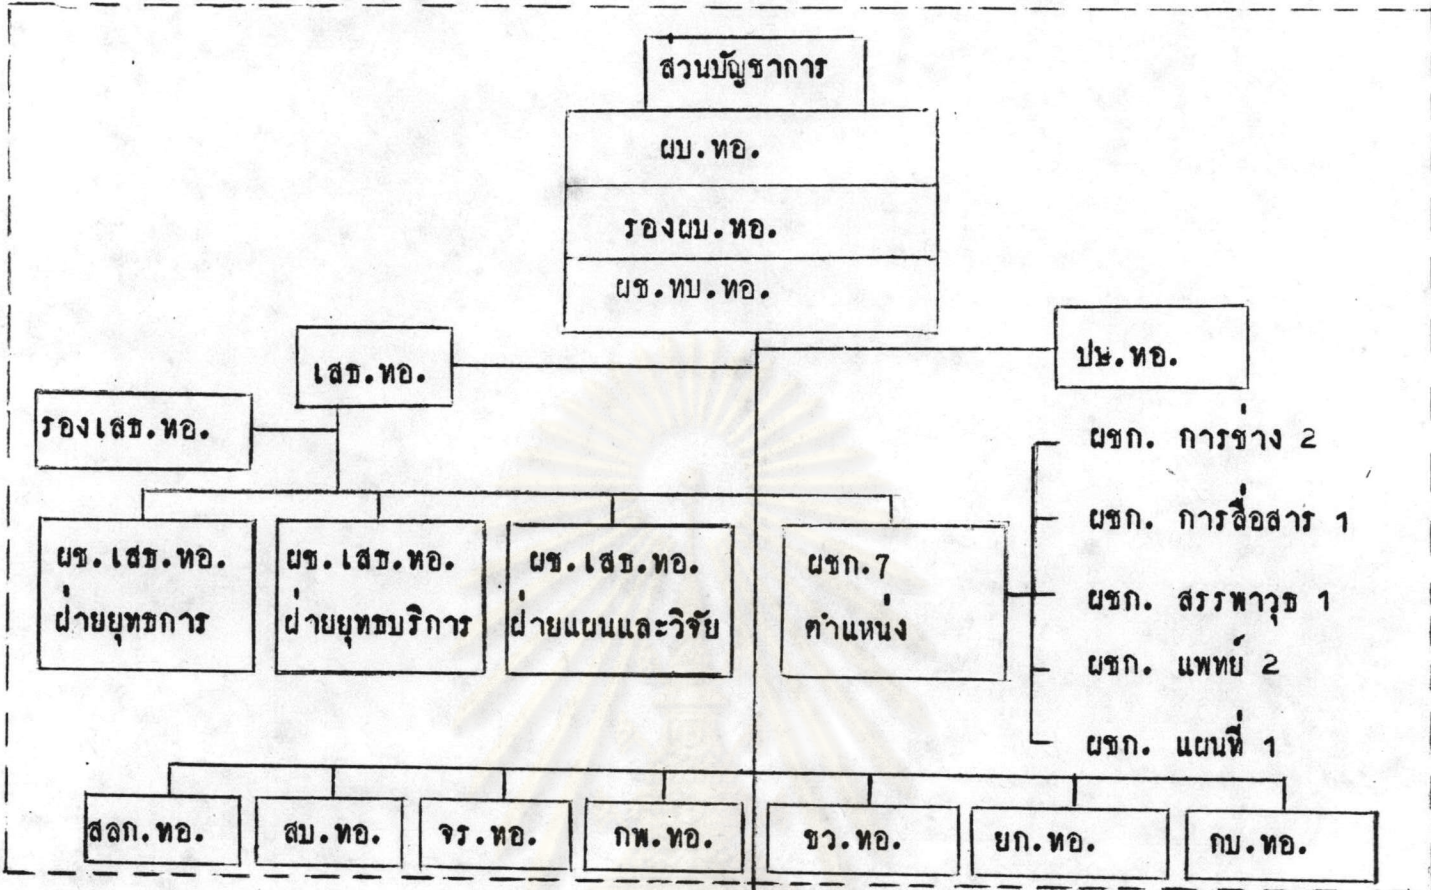 ส่วนบัญชาการ
ผบ.ทอ.
รองผบ.ทอ.
ผช.ทบ.ทอ.
เสธ.ทอ.
ปษ.ทอ.
รองเสธ.ทอ.
ผชก. การช่าง 2
ผชก. การสื่อสาร 1
ผชก. สรรพาวุธ 1
ผชก. แพทย์ 2
ผชก. แผนที่ 1
ผช.เสธ.ทอ.
ฝ่ายยุทธการ
ผช.เสธ.ทอ.
ฝ่ายยุทธบริการ
ผช.เสธ.ทอ.
ฝ่ายแผนและวิจัย
ผชก.7
ตำแหน่ง
สลก.ทอ.
สบ.ทอ.
จร.ทอ.
กพ.ทอ.
ขว.ทอ.
ยก.ทอ.
กบ.ทอ.